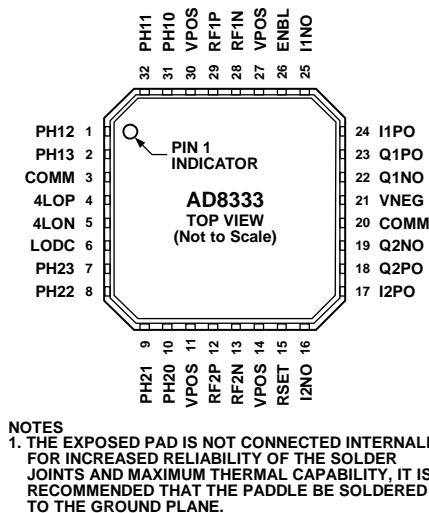 PH11
PH10
VPOS
RF1P
RF1N
VPOS
ENBL
I1NO
32
31
30
29
28
27
26
25
PH12 1
PH13 2
COMM 3
4LOP 4
4LON 5
LODC 6
PH23 7
PH22 8
PIN 1
INDICATOR
AD8333
TOP VIEW
(Not to Scale)
24 I1PO
23 Q1PO
22 Q1NO
21 VNEG
20 COMM
19 Q2NO
18 Q2PO
17 I2PO
9
10
11
12
13
14
15
16
PH21
PH20
VPOS
RF2P
RF2N
VPOS
RSET
I2NO
NOTES
1. THE EXPOSED PAD IS NOT CONNECTED INTERNALL
FOR INCREASED RELIABILITY OF THE SOLDER
JOINTS AND MAXIMUM THERMAL CAPABILITY, IT IS
RECOMMENDED THAT THE PADDLE BE SOLDERED
TO THE GROUND PLANE.